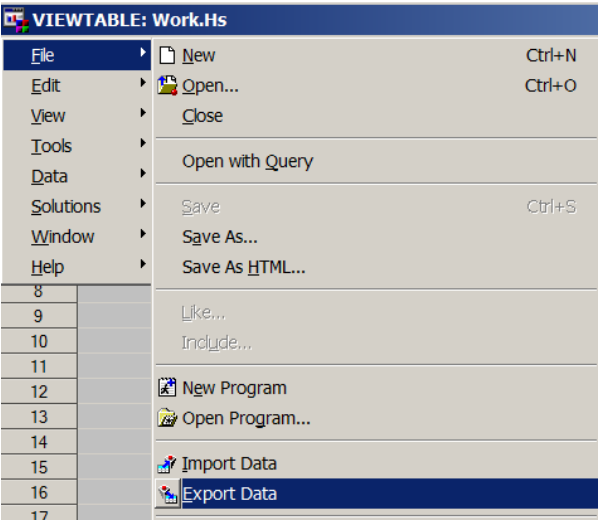 VIEWTABLE: Work.Hs
File
Edit
View
Tools
Data
Solutions
Window
Help
New Ctrl+N
Open... Ctrl+O
Close
Open with Query
Save Ctrl+S
Save As...
Save As HTML...
Like...
Include...
New Program
Open Program...
Import Data
Export Data
8
9
10
11
12
13
14
15
16
17